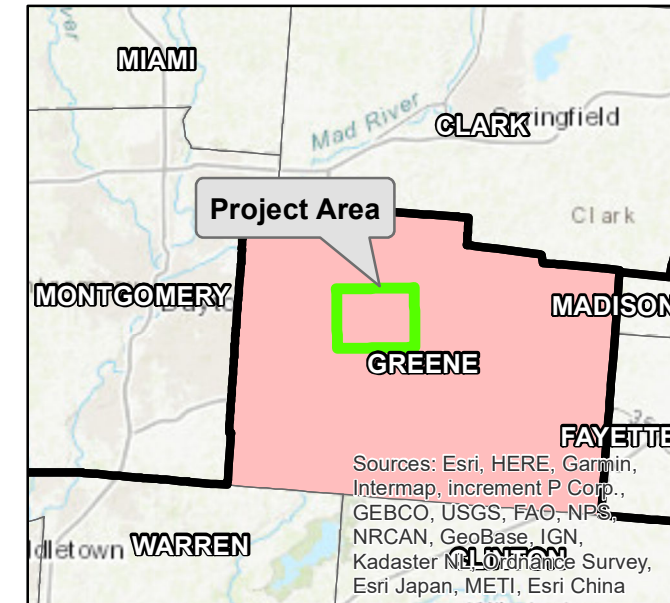 MIAMI
Mad River
CLARK
Clark
Project Area
MONTGOMERY
MADISON
GREENE
FAYETTE
Sources: Esri, HERE, Garmin,
Intermap, increment P Corp.,
GEBCO, USGS, FAO, NPS,
NRCAN, GeoBase, IGN,
Kadaster NL, Ordnance Survey,
Esri Japan, METI, Esri China
WARREN
CLINTON